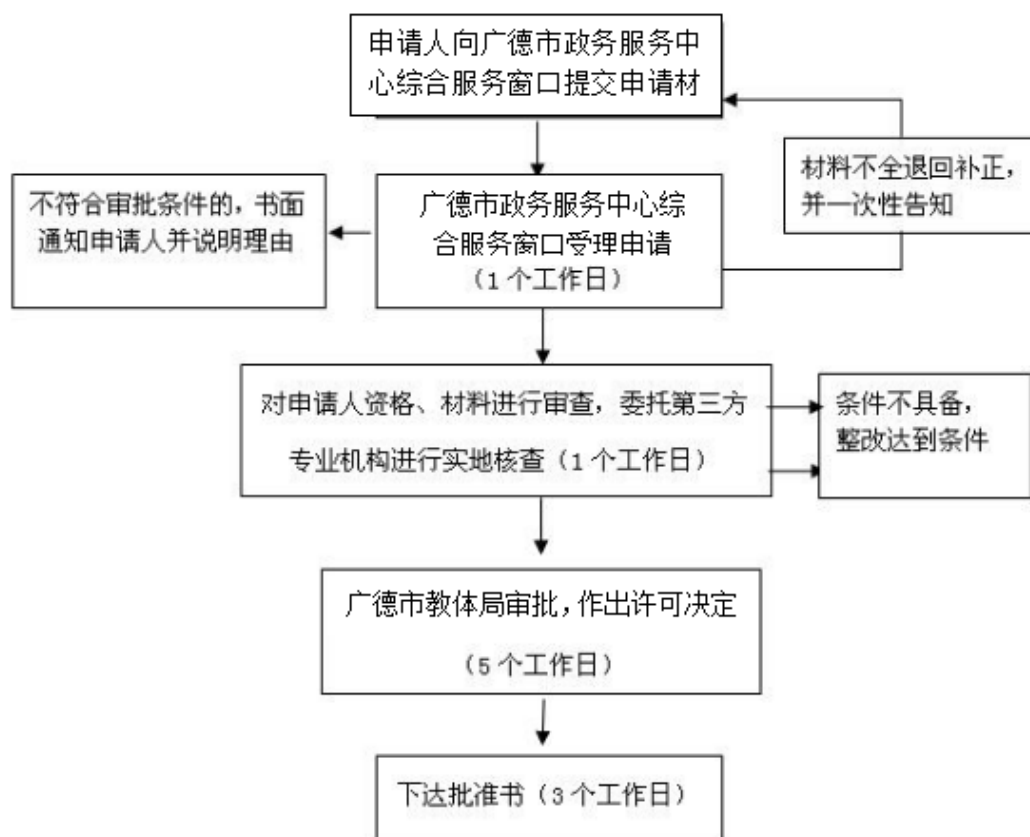 申请人向广德市政务服务中
心综合服务窗口提交申请材
材料不全退回补正，
并一次性告知
不符合审批条件的，书面
通知申请人并说明理由
广德市政务服务中心综
合服务窗口受理申请
（1 个工作日）
对申请人资格、材料进行审查，委托第三方
专业机构进行实地核查（1 个工作日）
条件不具备，
整改达到条件
广德市教体局审批，作出许可决定
（5 个工作日）
下达批准书（3 个工作日）